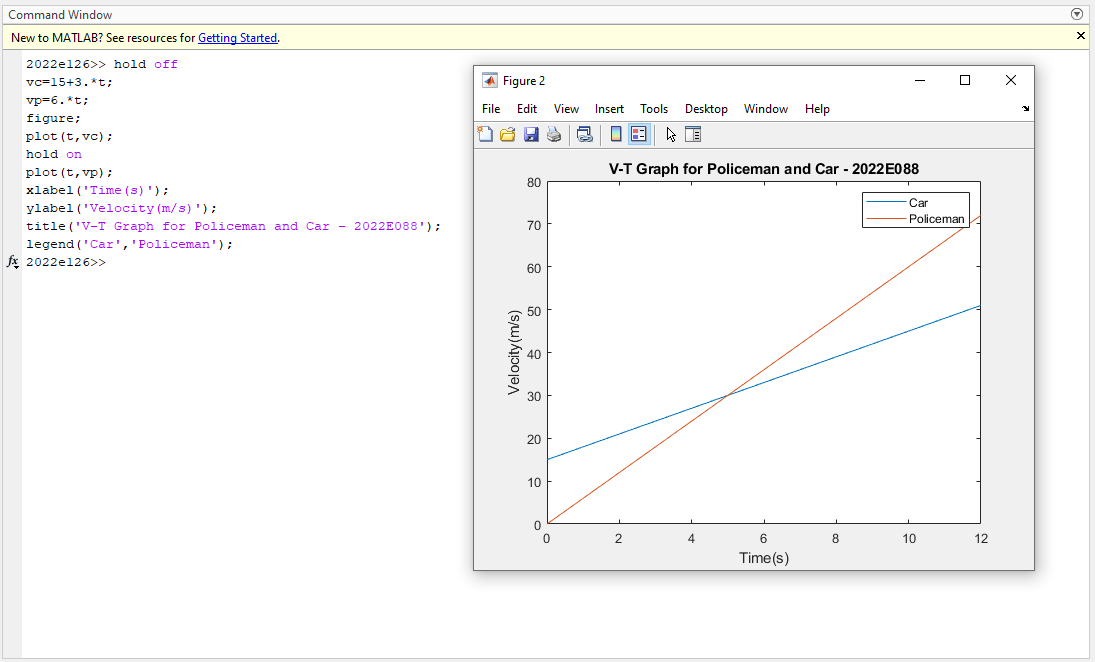 Command Window
New to MATLAB? See resources for Getting Started.
2022e126>> hold off
vc=15+3.*t;
vp=6.*t;
figure;
plot(t,vc);
hold on
plot(t,vp);
xlabel('Time(s)');
ylabel('Velocity(m/s)');
title('V-T Graph for Policeman and Car - 2022E088');
legend('Car','Policeman');
fx 2022e126>>
Figure 2
File Edit View Insert Tools Desktop Window Help
V-T Graph for Policeman and Car - 2022E088
Car
Policeman
80
70
60
50
40
30
20
10
0
Velocity(m/s)
0 2 4 6 8 10 12
Time(s)